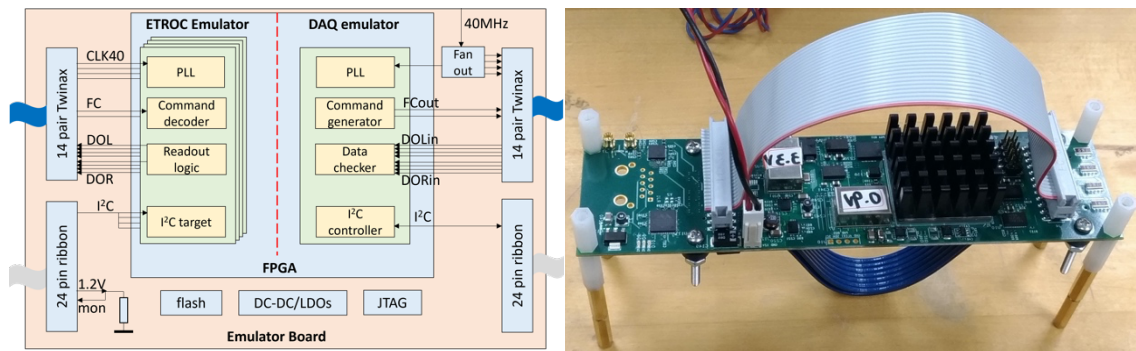 ETROC Emulator
DAQ emulator
40MHz
CLK40
PLL
PLL
Fan
out
14 pair Twinax
FC
Command
decoder
Command
generator
FCout
14 pair Twinax
DOL
Readout
logic
Data
checker
DOLin
DOR
DORin
I²C
I²C target
I²C
controller
I²C
24 pin ribbon
24 pin ribbon
FPGA
1.2V
mon
flash
DC-DC/LDOs
JTAG
Emulator Board
3.3V
0.9V